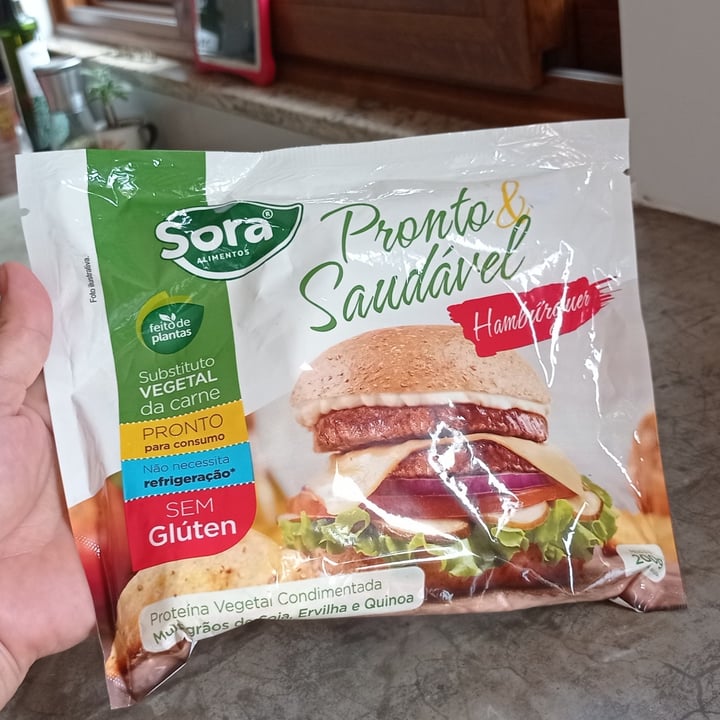 Sora®
ALIMENTOS
Pronto &
Saudável
Hambúrguer
Foto ilustrativa.
feito de
plantas
Substituto
VEGETAL
da carne
PRONTO
para consumo
Não necessita
refrigeração*
SEM
Glúten
200g
Proteína Vegetal Condimentada
Multigrãos de Soja, Ervilha e Quinoa